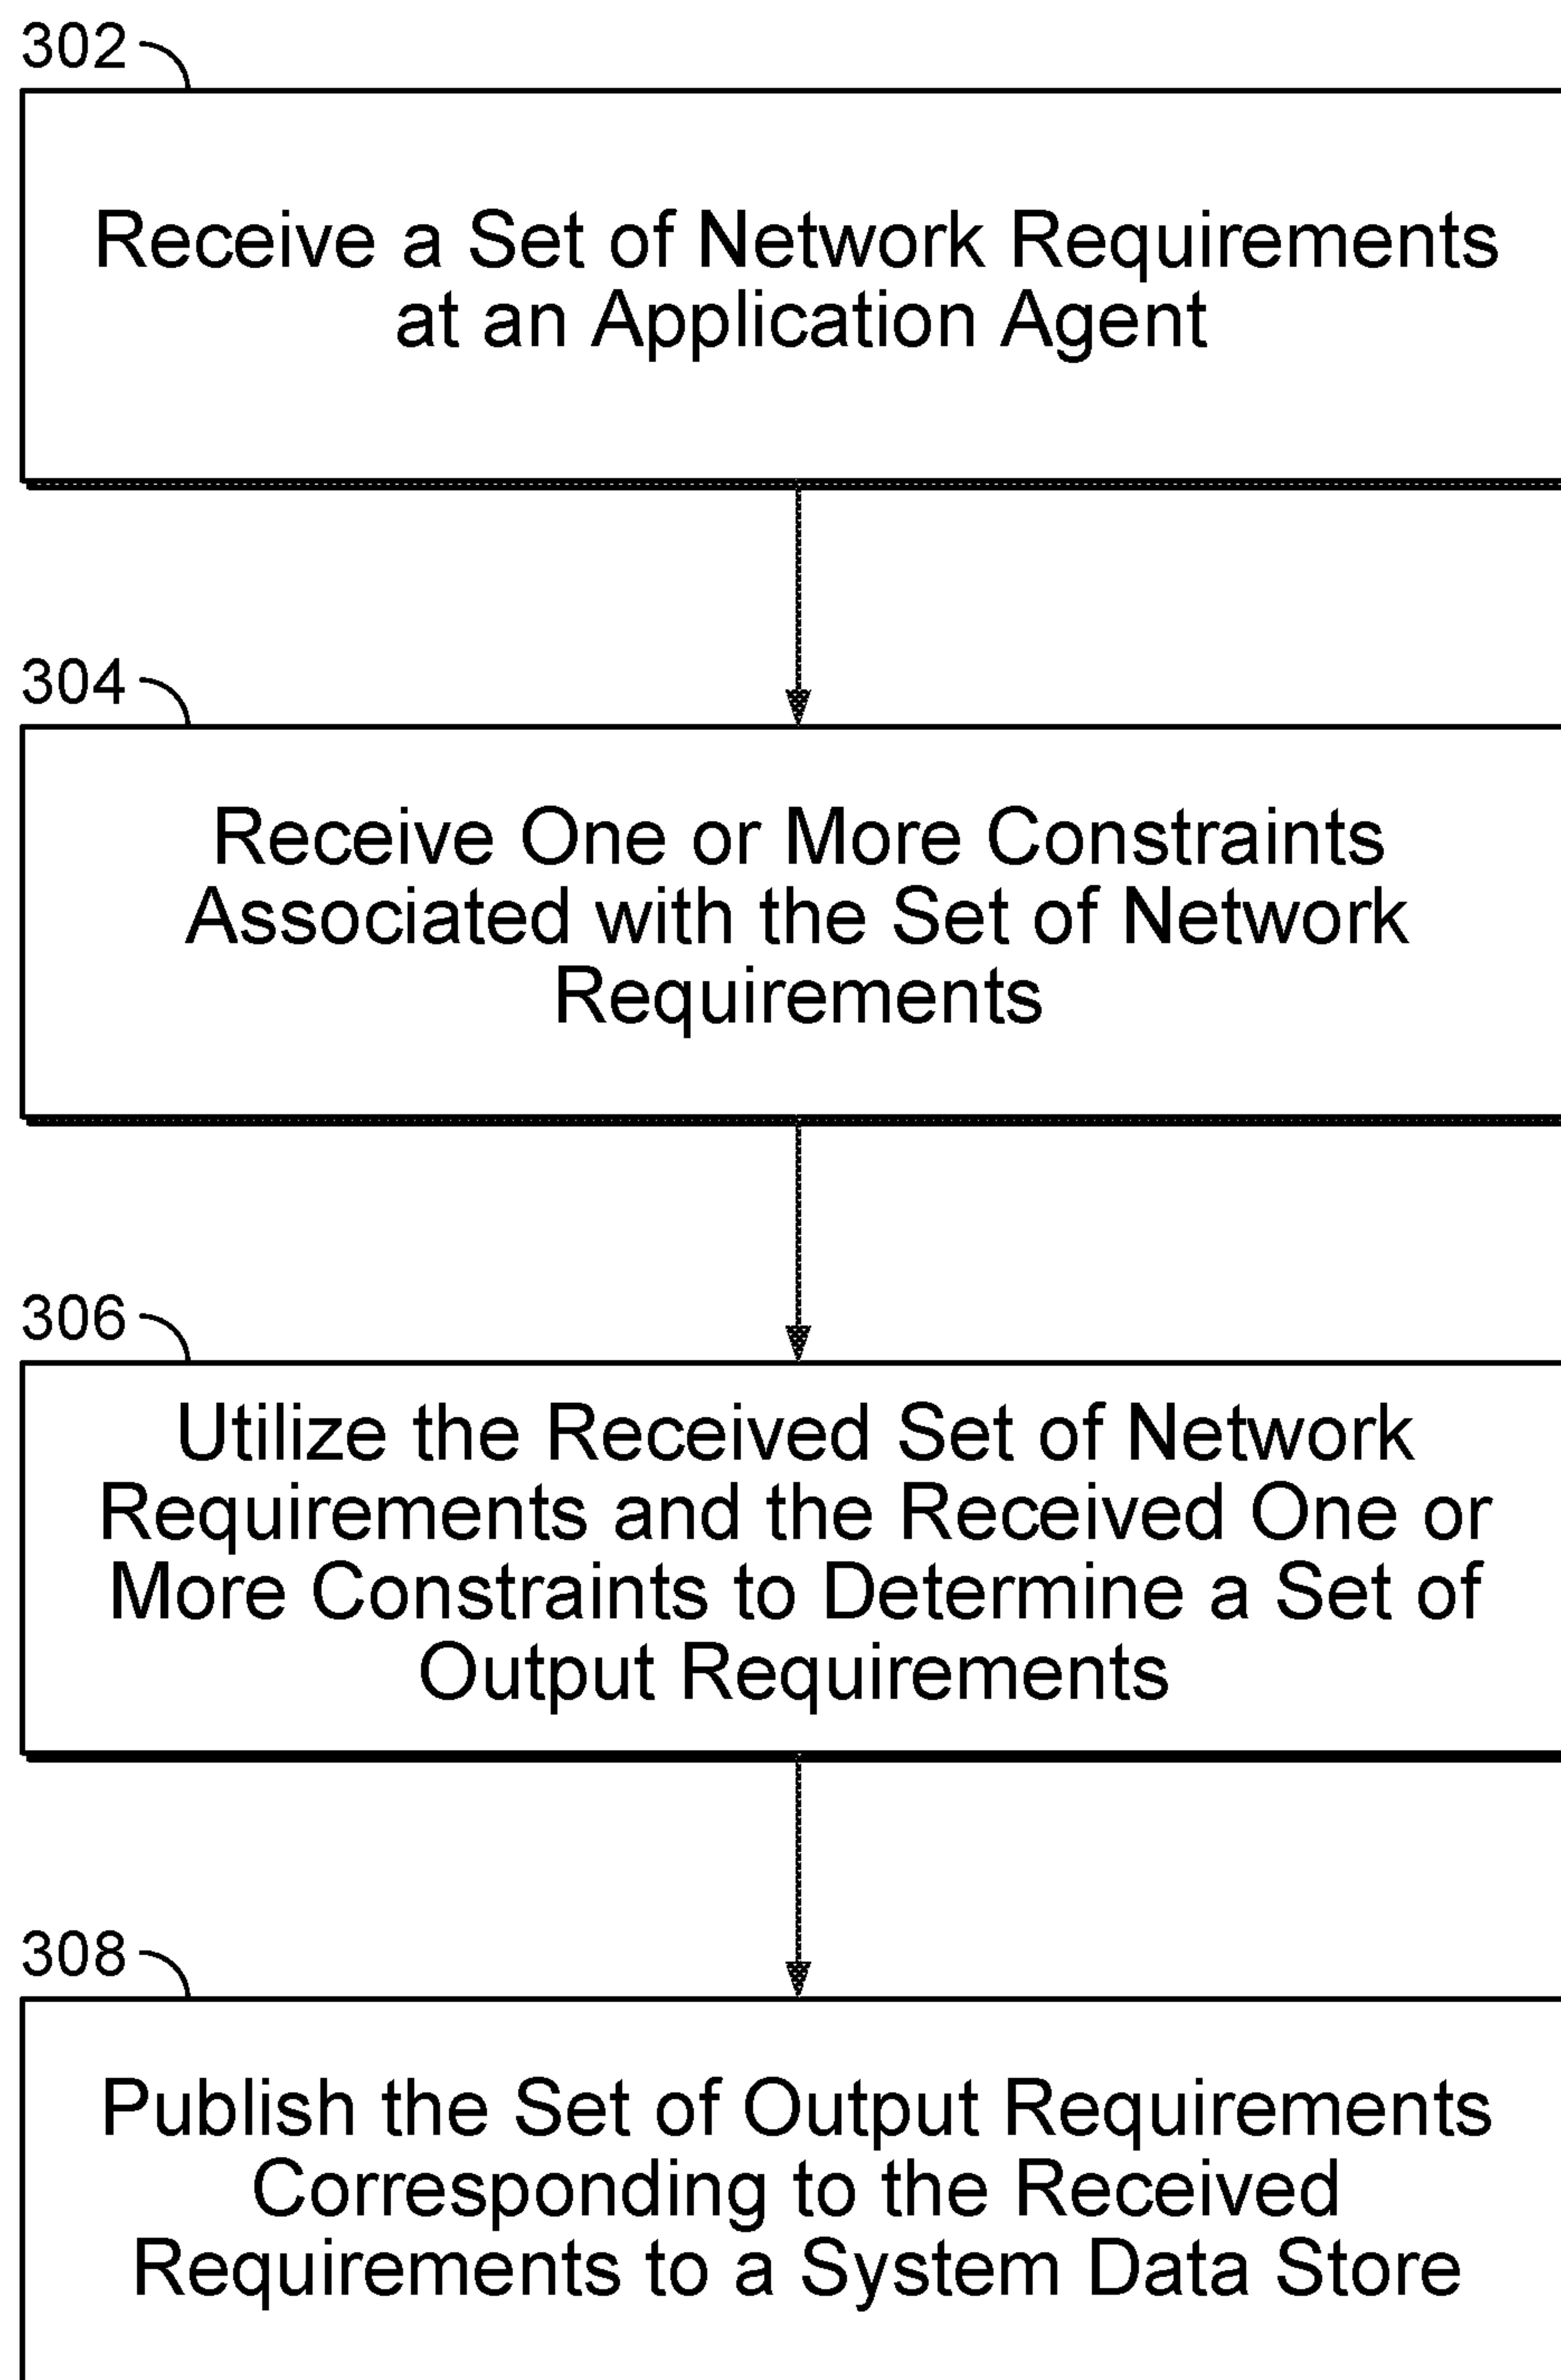 302
Receive a Set of Network Requirements
at an Application Agent
304
Receive One or More Constraints
Associated with the Set of Network
Requirements
306
Utilize the Received Set of Network
Requirements and the Received One or
More Constraints to Determine a Set of
Output Requirements
308
Publish the Set of Output Requirements
Corresponding to the Received
Requirements to a System Data Store